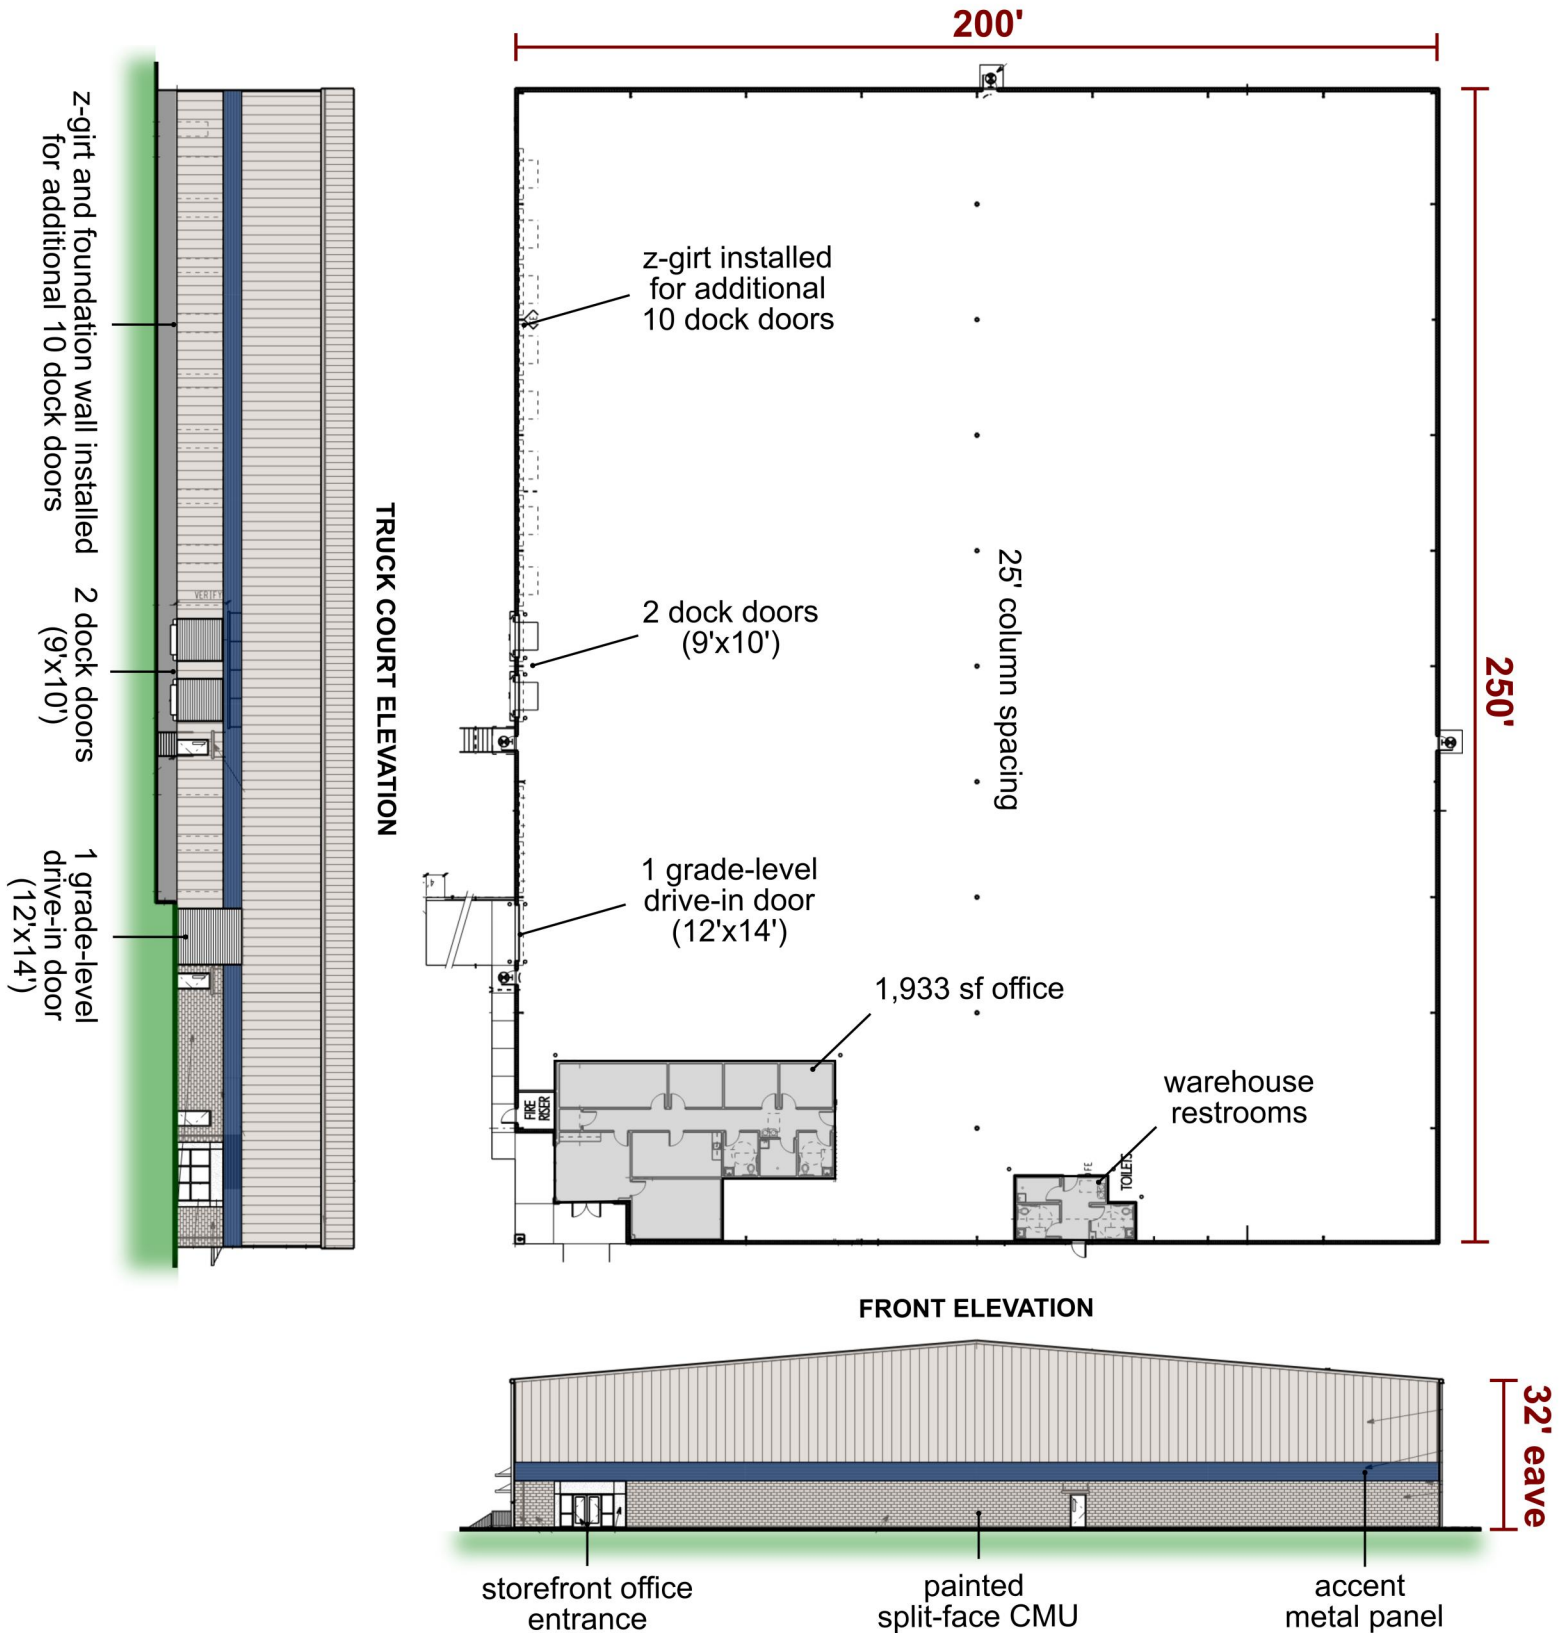 200'
z-girt and foundation wall installed
for additional 10 dock doors
z-girt installed
for additional
10 dock doors
TRUCK COURT ELEVATION
25' column spacing
250'
VERIFY
2 dock doors
(9'x10')
2 dock doors
(9'x10')
1 grade-level
drive-in door
(12'x14')
1 grade-level
drive-in door
(12'x14')
1,933 sf office
FIRE
RISER
warehouse
restrooms
TOILETS
FRONT ELEVATION
32' eave
storefront office
entrance
painted
split-face CMU
accent
metal panel